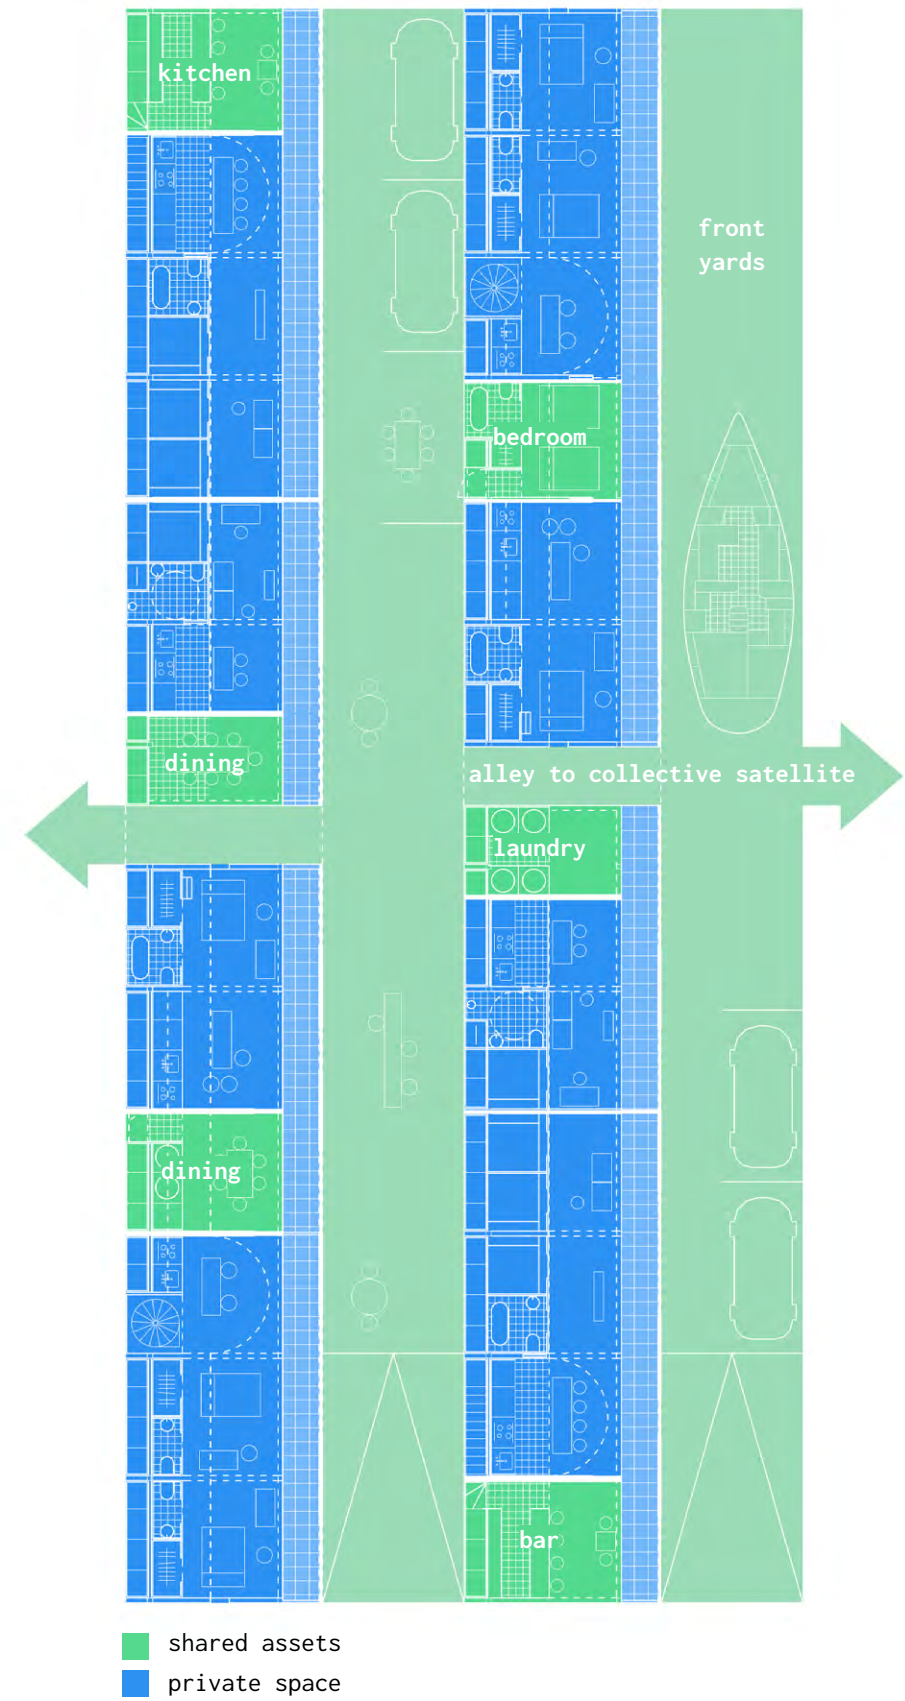 kitchen
front
yards
bedroom
dining
alley to collective satellite
laundry
dining
bar
shared assets
private space